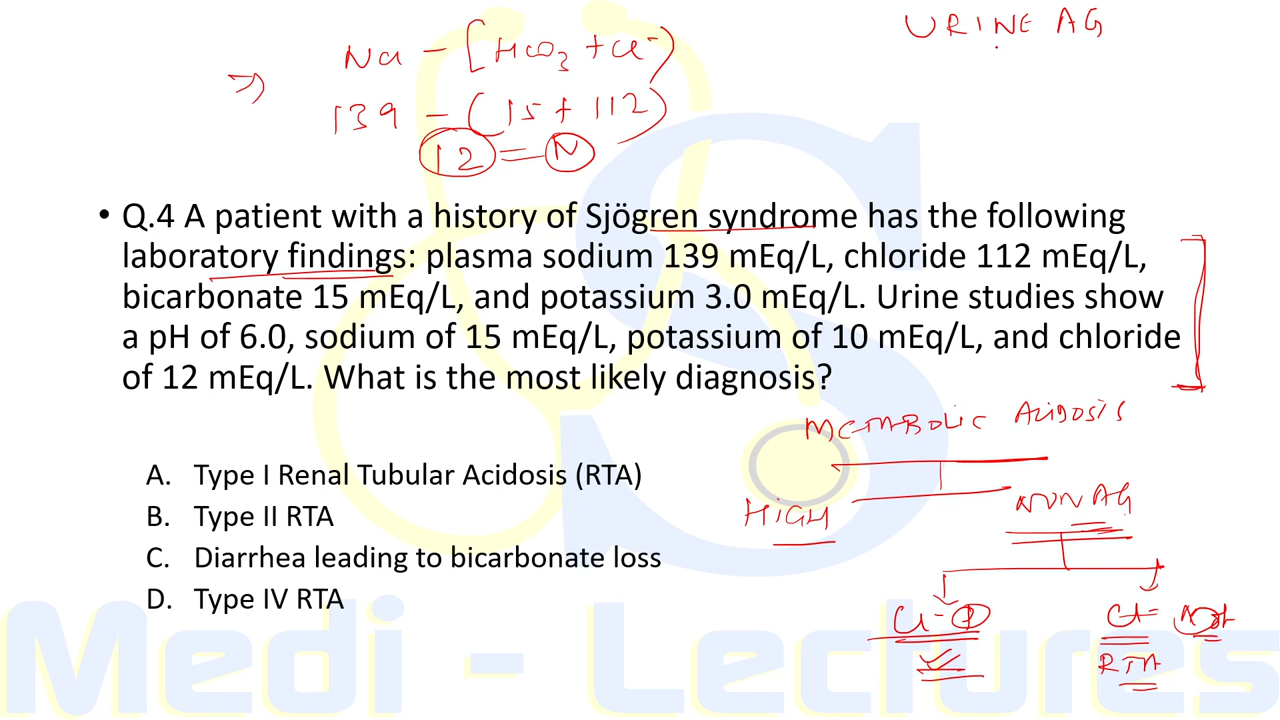 URINE AG
Na - [HCO3 + Cl-]
⇒
139 - (15 + 112)
12 = N
• Q.4 A patient with a history of Sjögren syndrome has the following
laboratory findings: plasma sodium 139 mEq/L, chloride 112 mEq/L,
bicarbonate 15 mEq/L, and potassium 3.0 mEq/L. Urine studies show
a pH of 6.0, sodium of 15 mEq/L, potassium of 10 mEq/L, and chloride
of 12 mEq/L. What is the most likely diagnosis?
METABOLIC ACIDOSIS
A. Type I Renal Tubular Acidosis (RTA)
B. Type II RTA
C. Diarrhea leading to bicarbonate loss
D. Type IV RTA
HIGH
NON AG
RTA
Medi - Lectures